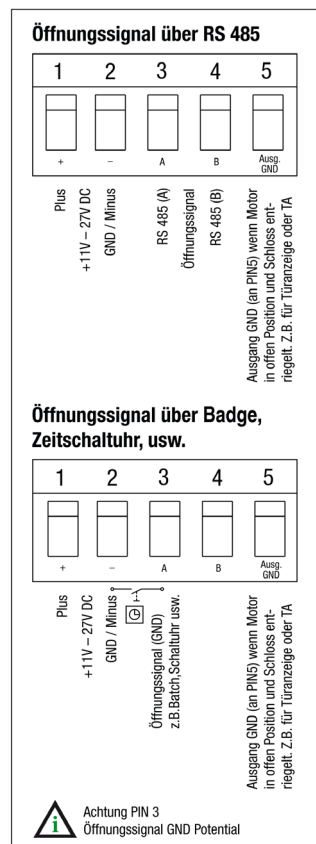 Öffnungssignal über RS 485
1 2 3 4 5
+ – A B Ausg.
GND
Plus
+11V – 27V DC
GND / Minus
RS 485 (A)
Öffnungssignal
RS 485 (B)
Ausgang GND (an PIN5) wenn Motor
in offen Position und Schloss ent-
riegelt. Z.B. für Türanzeige oder TA
Öffnungssignal über Badge,
Zeitschaltuhr, usw.
1 2 3 4 5
+ – A B Ausg.
GND
Plus
+11V – 27V DC
GND / Minus
Öffnungssignal (GND)
z.B.Batch,Schaltuhr usw.
Ausgang GND (an PIN5) wenn Motor
in offen Position und Schloss ent-
riegelt. Z.B. für Türanzeige oder TA
i
Achtung PIN 3
Öffnungssignal GND Potential